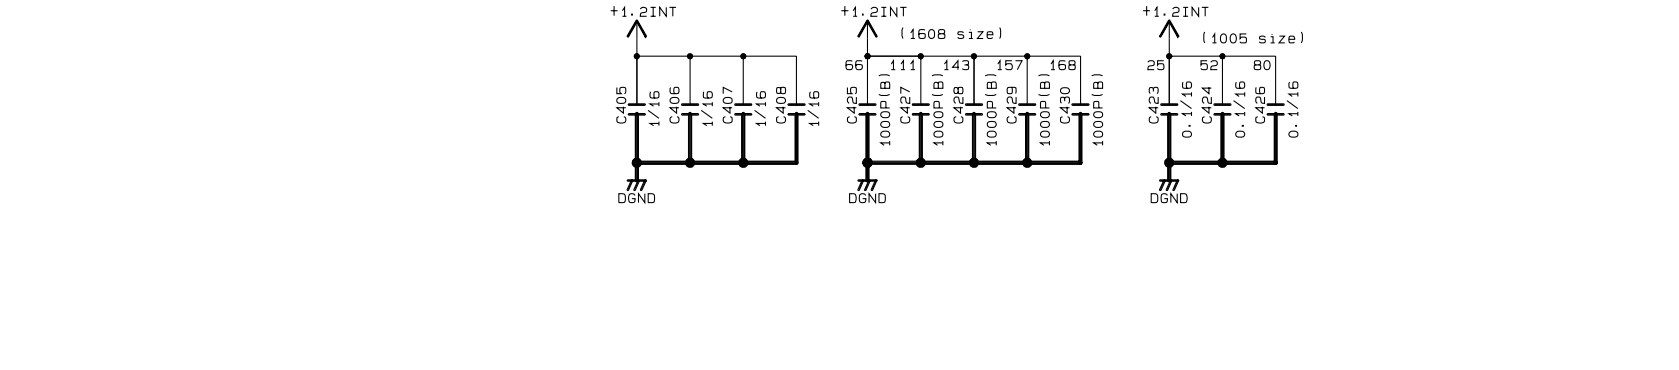 +1.2INT
C405
1/16
C406
1/16
C407
1/16
C408
1/16
DGND
+1.2INT
(1608 size)
66
111
143
157
168
C425
1000P(B)
C427
1000P(B)
C428
1000P(B)
C429
1000P(B)
C430
1000P(B)
DGND
+1.2INT
(1005 size)
25
52
80
C423
0.1/16
C424
0.1/16
C426
0.1/16
DGND